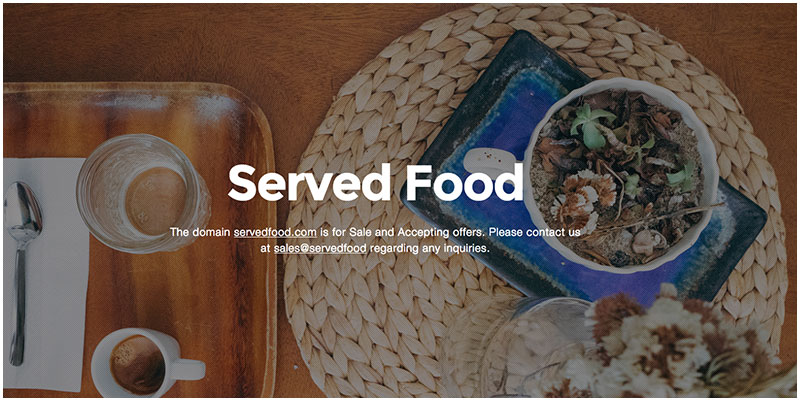 Served Food
The domain servedfood.com is for Sale and Accepting offers. Please contact us
at sales@servedfood regarding any inquiries.